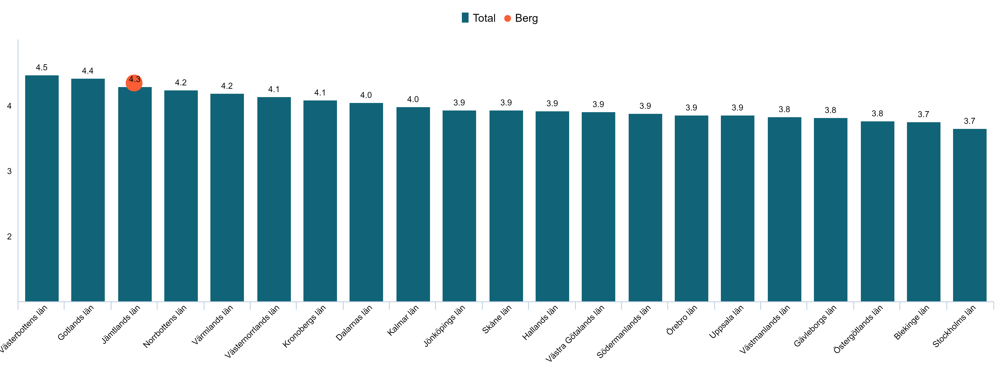 Total Berg
4.5 4.4 4.3 4.2 4.2 4.1 4.1 4.0 4.0 3.9 3.9 3.9 3.9 3.9 3.9 3.9 3.8 3.8 3.8 3.7 3.7
4
3
2
Västerbottens län
Gotlands län
Jämtlands län
Norrbottens län
Värmlands län
Västernorrlands län
Kronobergs län
Dalarnas län
Kalmar län
Jönköpings län
Skåne län
Hallands län
Västra Götalands län
Södermanlands län
Örebro län
Uppsala län
Västmanlands län
Gävleborgs län
Östergötlands län
Blekinge län
Stockholms län